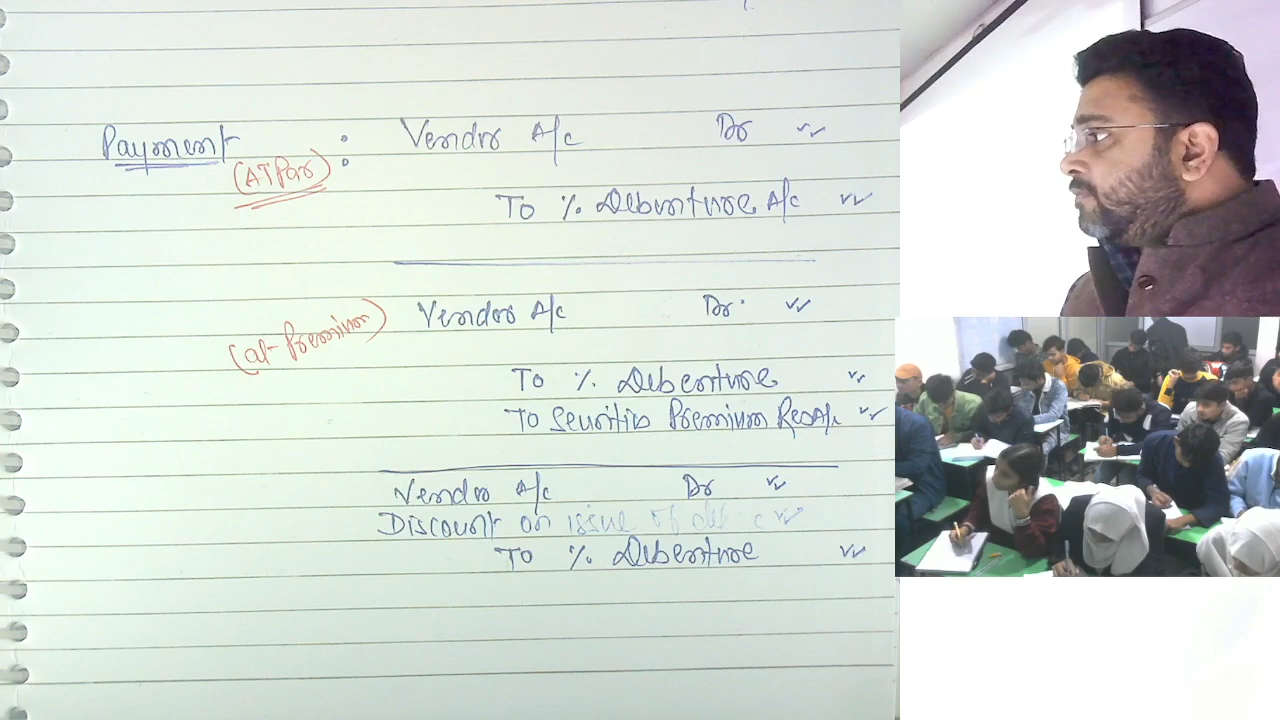 Payment : Vendor A/c Dr ✓✓
(AT Par)
To % Debenture A/c ✓✓
(at Premium) Vendor A/c Dr. ✓✓
To % Debenture ✓✓
To Securities Premium Res A/c ✓✓
Vendor A/c Dr ✓✓
Discount on issue of deb ✓✓
To % Debenture ✓✓